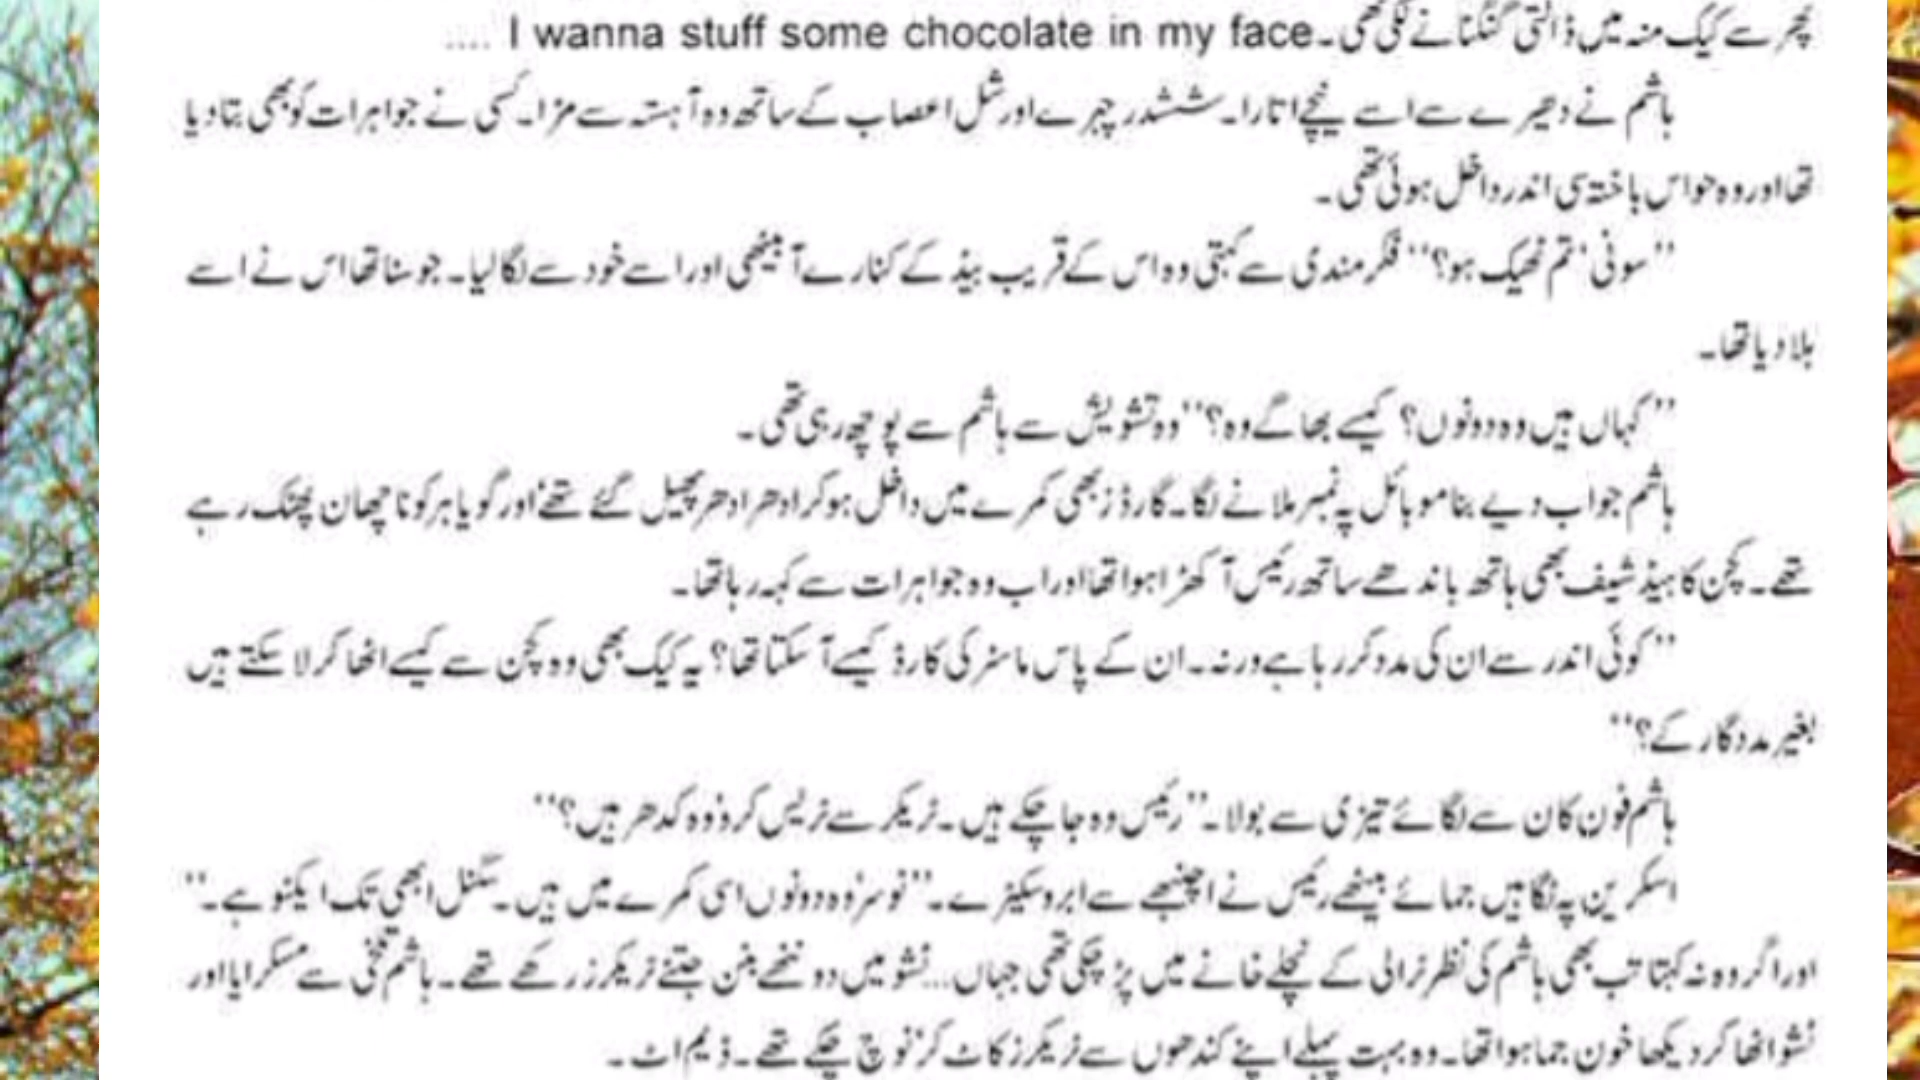 چمچ سے کیک منہ میں ڈالتی گنگنانے لگی تھی۔ I wanna stuff some chocolate in my face ....
ہاشم نے دھیرے سے اسے نیچے اتارا۔ ششدر چہرے اور شل اعصاب کے ساتھ وہ آہستہ سے مڑا۔ کسی نے جواہرات کو بھی بتا دیا
تھا اور وہ حواس باختہ سی اندر داخل ہوئی تھی۔
’’سونی‘ تم ٹھیک ہو؟‘‘ فکرمندی سے کہتی وہ اس کے قریب بیڈ کے کنارے آ بیٹھی اور اسے خود سے لگا لیا۔ جو سنا تھا اس نے اسے
ہلا دیا تھا۔
’’کہاں ہیں وہ دونوں؟ کیسے بھاگے وہ؟‘‘ وہ تشویش سے ہاشم سے پوچھ رہی تھی۔
ہاشم جواب دیے بنا موبائل پہ نمبر ملانے لگا۔ گارڈز بھی کمرے میں داخل ہو کر ادھر ادھر پھیل گئے تھے‘ اور گویا ہر کونا چھان پھٹک رہے
تھے۔ کچن کا ہیڈ شیف بھی ہاتھ باندھے ساتھ رئیس آ کھڑا ہوا تھا اور اب وہ جواہرات سے کہہ رہا تھا۔
’’کوئی اندر سے ان کی مدد کر رہا ہے ورنہ۔ ان کے پاس ماسٹر کی کارڈ کیسے آ سکتا تھا؟ یہ کیک بھی وہ کچن سے کیسے اٹھا کر لا سکتے ہیں
بغیر مددگار کے؟‘‘
ہاشم فون کان سے لگائے تیزی سے بولا۔ ’’رئیس وہ جا چکے ہیں۔ ٹریکر سے ٹریس کرو‘ وہ کدھر ہیں؟‘‘
اسکرین پہ نگاہیں جمائے بیٹھے رئیس نے اچنبھے سے ابرو سکیڑے۔ ’’نو سر‘ وہ دونوں اسی کمرے میں ہیں۔ سگنل ابھی تک ایکٹو ہے۔‘‘
اور اگر وہ نہ کہتا تب بھی ہاشم کی نظر ٹرالی کے نچلے خانے میں پڑ چکی تھی جہاں... ٹشو میں دو ننھے بٹن جتنے ٹریکرز رکھے تھے۔ ہاشم تلخی سے مسکرایا اور
ٹشو اٹھا کر دیکھا‘ خون جما ہوا تھا۔ وہ بہت پہلے اپنے کندھوں سے ٹریکرز کاٹ کر‘ نوچ چکے تھے۔ ڈیم اٹ۔